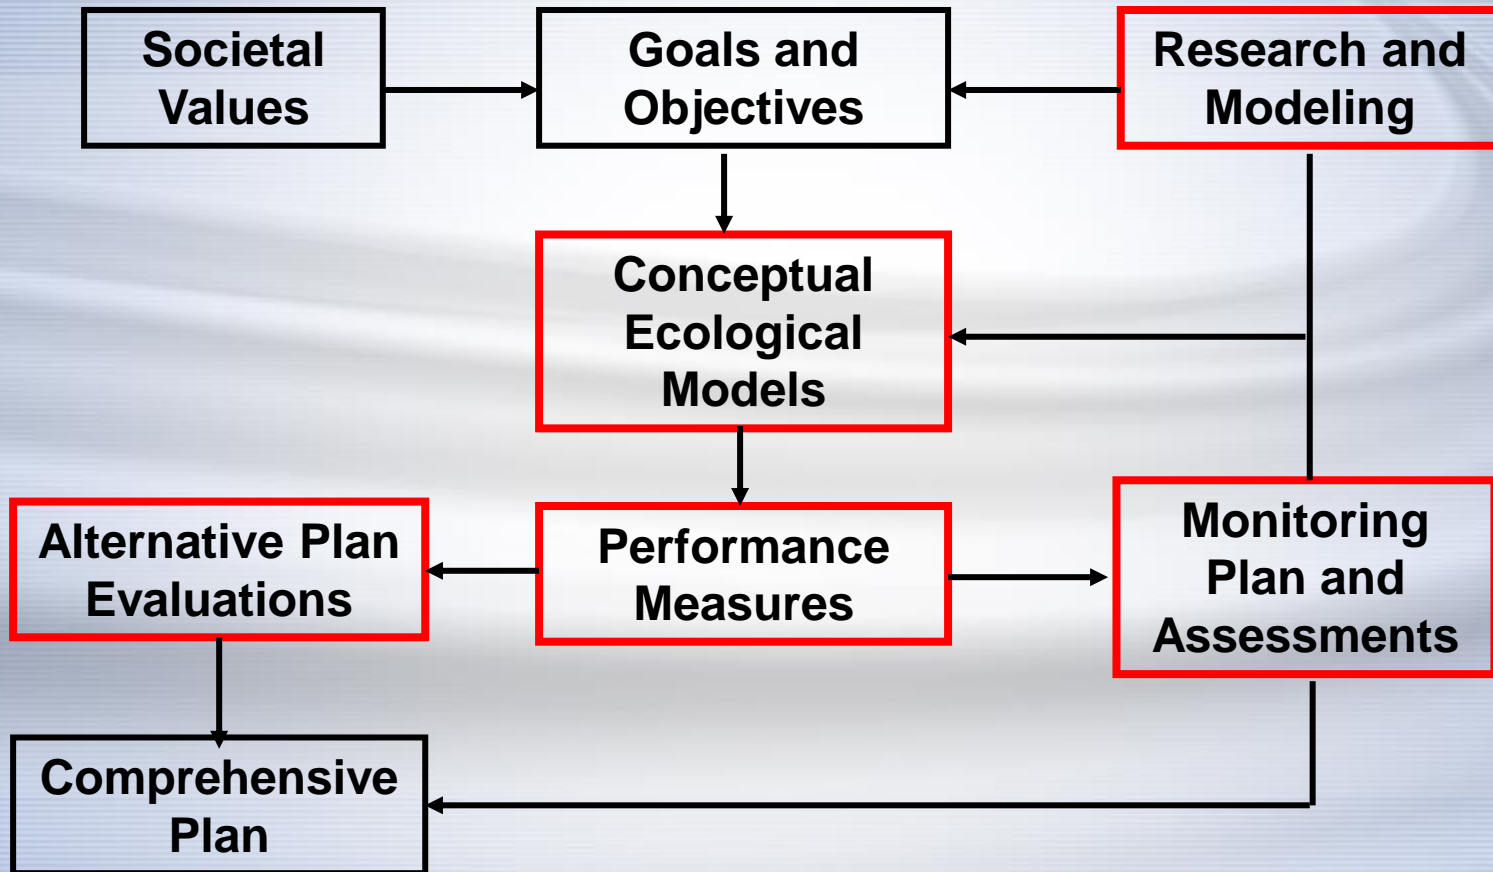 Societal
Values
Goals and
Objectives
Research and
Modeling
Conceptual
Ecological
Models
Alternative Plan
Evaluations
Performance
Measures
Monitoring
Plan and
Assessments
Comprehensive
Plan